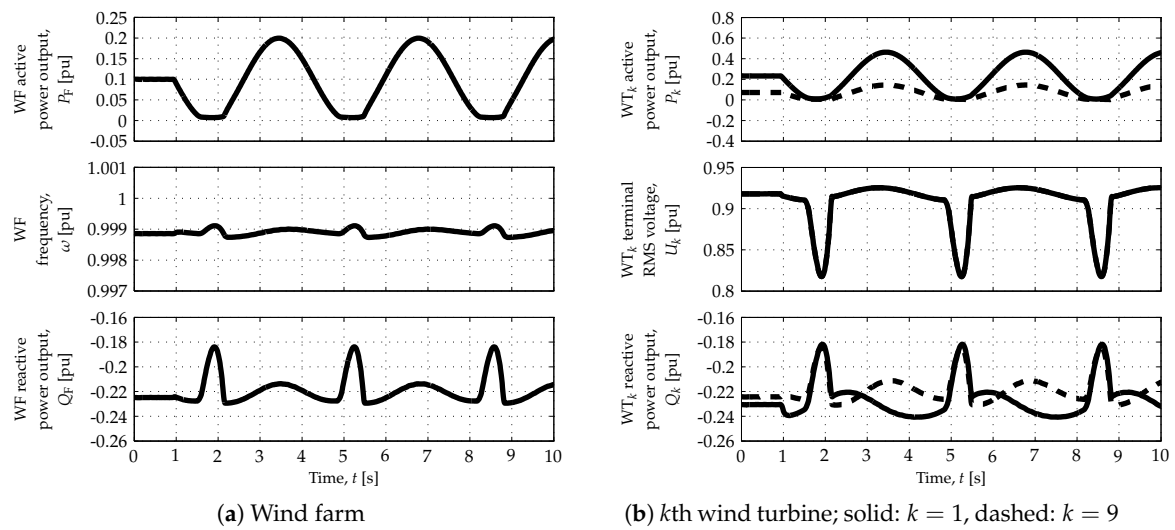 WF active
power output,
P_F [pu]
0.2
0.15
0.1
0.05
0
-0.05
WF
frequency,
ω [pu]
1.001
1
0.999
0.998
0.997
WF reactive
power output,
Q_F [pu]
-0.16
-0.18
-0.2
-0.22
-0.24
-0.26
0 1 2 3 4 5 6 7 8 9 10
Time, t [s]
(a) Wind farm
WT_k active
power output,
P_k [pu]
0.6
0.4
0.2
0
-0.2
-0.4
WT_k terminal
RMS voltage,
U_k [pu]
0.95
0.9
0.85
0.8
WT_k reactive
power output,
Q_k [pu]
-0.16
-0.18
-0.2
-0.22
-0.24
-0.26
0 1 2 3 4 5 6 7 8 9 10
Time, t [s]
(b) kth wind turbine; solid: k = 1, dashed: k = 9